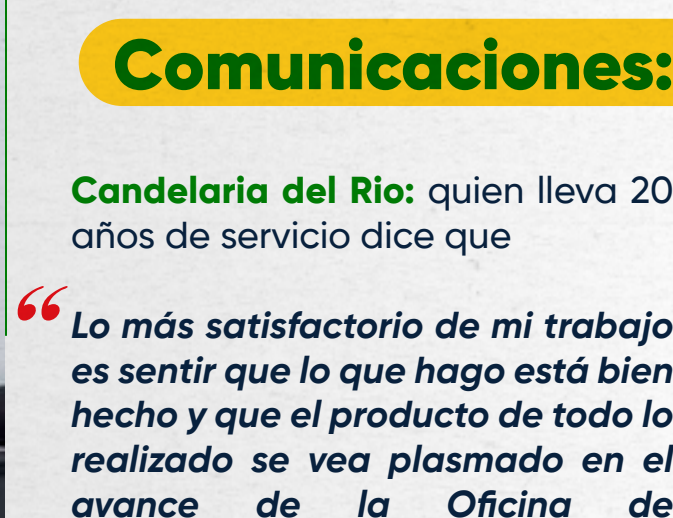 Comunicaciones:
Candelaria del Rio: quien lleva 20
años de servicio dice que
“ Lo más satisfactorio de mi trabajo
es sentir que lo que hago está bien
hecho y que el producto de todo lo
realizado se vea plasmado en el
avance de la Oficina de